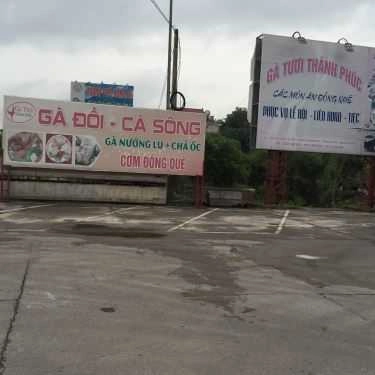 GÀ ĐỒI - CÁ SÔNG
GÀ NƯỚNG LU + CHẢ ỐC
CƠM ĐỒNG QUÊ
GÀ TƯƠI THÀNH PHÚC
CÁC MÓN ĂN ĐỒNG QUÊ
PHỤC VỤ LỄ HỘI - LIÊN HOAN - TIỆC